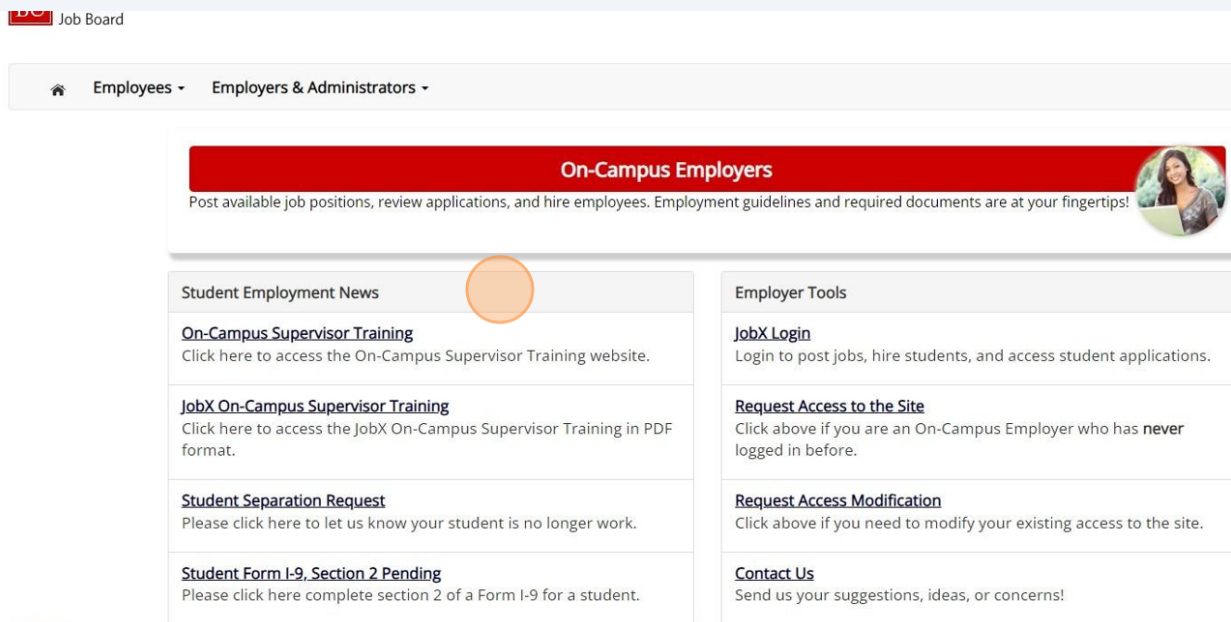 Job Board
Employees
Employers & Administrators
On-Campus Employers
Post available job positions, review applications, and hire employees. Employment guidelines and required documents are at your fingertips!
Student Employment News
On-Campus Supervisor Training
Click here to access the On-Campus Supervisor Training website.
JobX On-Campus Supervisor Training
Click here to access the JobX On-Campus Supervisor Training in PDF
format.
Student Separation Request
Please click here to let us know your student is no longer work.
Student Form I-9, Section 2 Pending
Please click here complete section 2 of a Form I-9 for a student.
Employer Tools
JobX Login
Login to post jobs, hire students, and access student applications.
Request Access to the Site
Click above if you are an On-Campus Employer who has never
logged in before.
Request Access Modification
Click above if you need to modify your existing access to the site.
Contact Us
Send us your suggestions, ideas, or concerns!